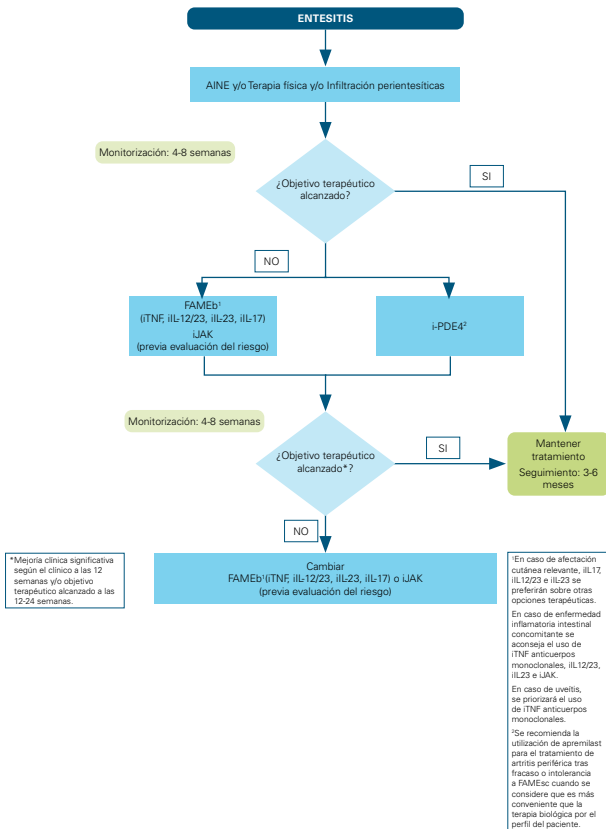 ENTESITIS
AINE y/o Terapia física y/o Infiltración perientesíticas
Monitorización: 4-8 semanas
¿Objetivo terapéutico
alcanzado?
SI
NO
FAMEb¹
(iTNF, iIL-12/23, iIL-23, iIL-17)
iJAK
(previa evaluación del riesgo)
i-PDE4²
Monitorización: 4-8 semanas
¿Objetivo terapéutico
alcanzado*?
SI
Mantener
tratamiento
Seguimiento: 3-6
meses
NO
*Mejoría clínica significativa
según el clínico a las 12
semanas y/o objetivo
terapéutico alcanzado a las
12-24 semanas.
Cambiar
FAMEb¹(iTNF, iIL-12/23, iIL-23, iIL-17) o iJAK
(previa evaluación del riesgo)
¹En caso de afectación
cutánea relevante, iIL17,
iIL12/23 e iIL-23 se
preferirán sobre otras
opciones terapéuticas.
En caso de enfermedad
inflamatoria intestinal
concomitante se
aconseja el uso de
iTNF anticuerpos
monoclonales, iIL12/23,
iIL23 e iJAK.
En caso de uveítis,
se priorizará el uso
de iTNF anticuerpos
monoclonales.
²Se recomienda la
utilización de apremilast
para el tratamiento de
artritis periférica tras
fracaso o intolerancia
a FAMEsc cuando se
considere que es más
conveniente que la
terapia biológica por el
perfil del paciente.